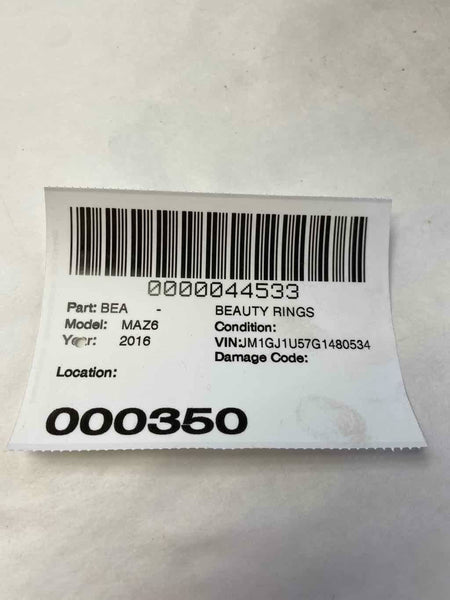 0000044533
Part: BEA - BEAUTY RINGS
Model: MAZ6 Condition:
Year: 2016 VIN:JM1GJ1U57G1480534
Damage Code:
Location:
000350